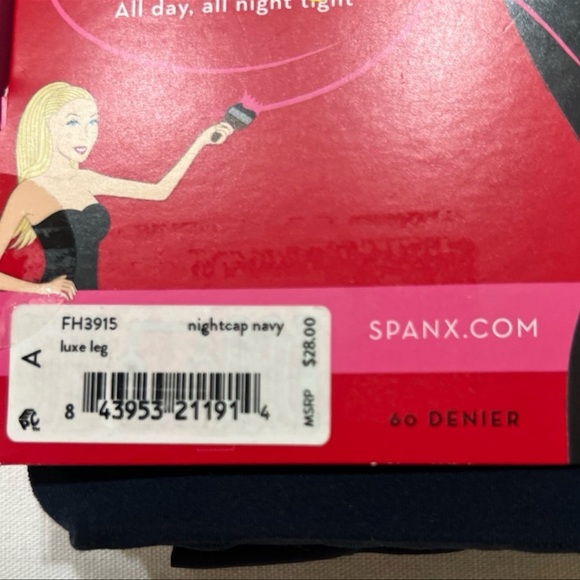 All day, all night tight
FH3915 nightcap navy
luxe leg
A
8 43953 21191 4
MSRP $28.00
SPANX.COM
60 DENIER